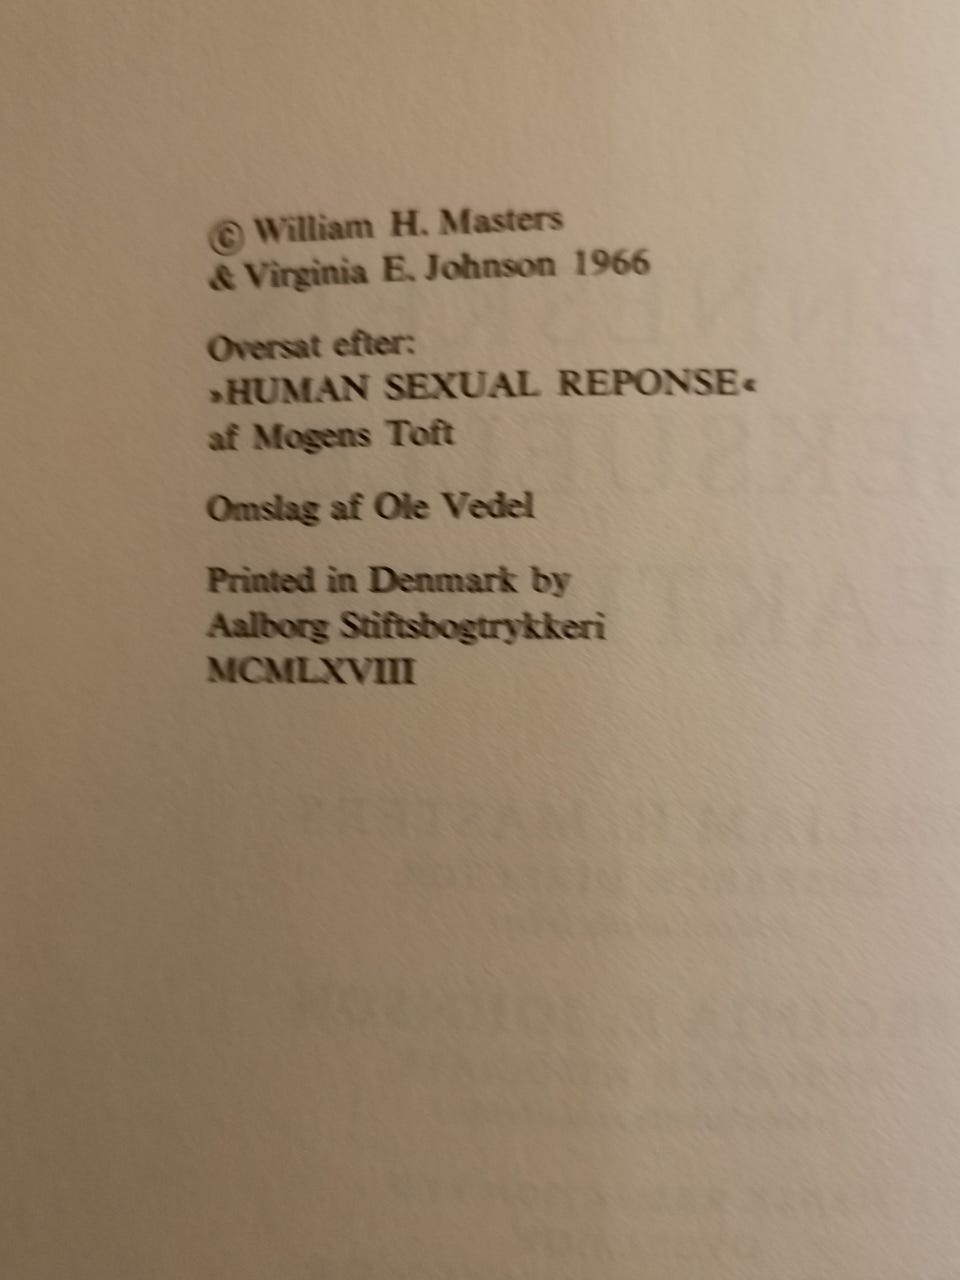 © William H. Masters
& Virginia E. Johnson 1966
Oversat efter:
»HUMAN SEXUAL REPONSE«
af Mogens Toft
Omslag af Ole Vedel
Printed in Denmark by
Aalborg Stiftsbogtrykkeri
MCMLXVIII